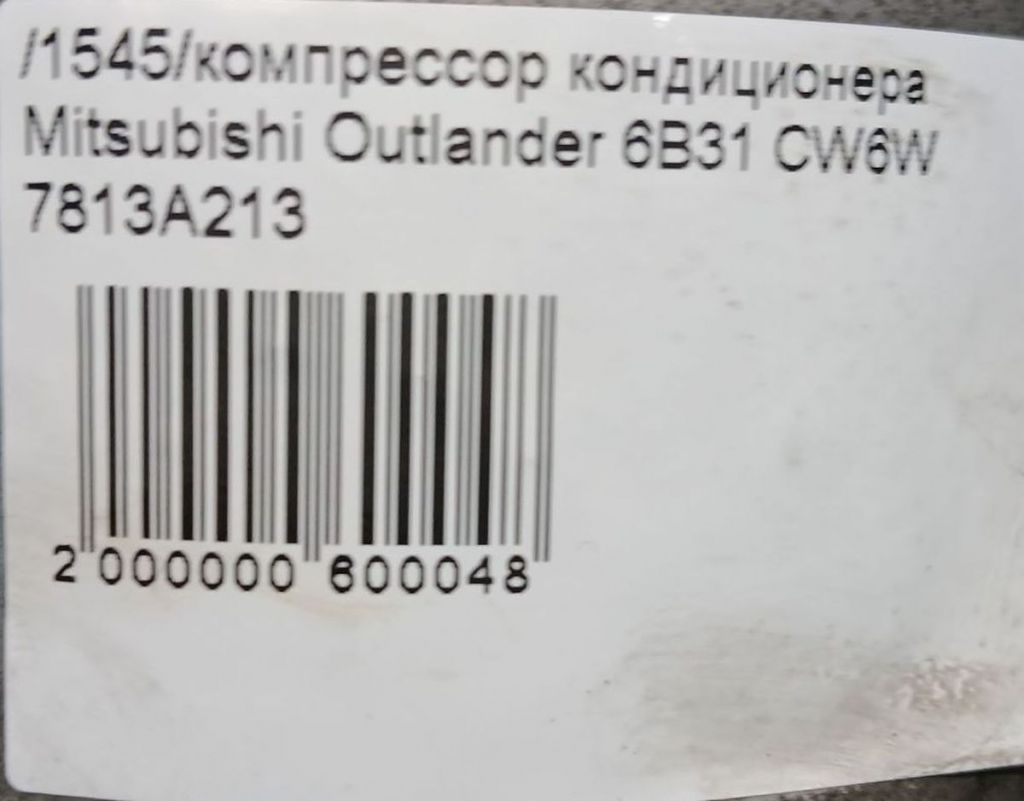 /1545/компрессор кондиционера
Mitsubishi Outlander 6B31 CW6W
7813A213
2 000000 600048